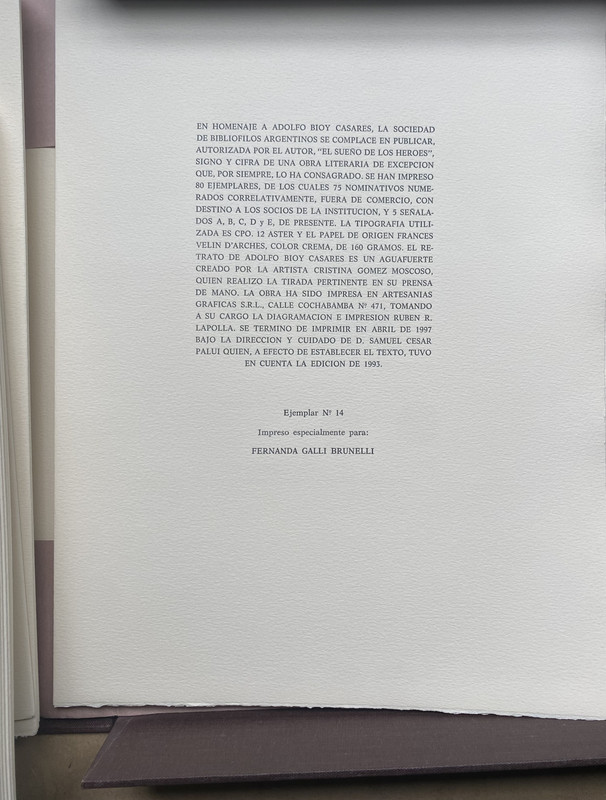 EN HOMENAJE A ADOLFO BIOY CASARES, LA SOCIEDAD
DE BIBLIOFILOS ARGENTINOS SE COMPLACE EN PUBLICAR,
AUTORIZADA POR EL AUTOR, "EL SUEÑO DE LOS HEROES",
SIGNO Y CIFRA DE UNA OBRA LITERARIA DE EXCEPCION
QUE, POR SIEMPRE, LO HA CONSAGRADO. SE HAN IMPRESO
80 EJEMPLARES, DE LOS CUALES 75 NOMINATIVOS NUME-
RADOS CORRELATIVAMENTE, FUERA DE COMERCIO, CON
DESTINO A LOS SOCIOS DE LA INSTITUCION, Y 5 SEÑALA-
DOS A, B, C, D y E, DE PRESENTE. LA TIPOGRAFIA UTILI-
ZADA ES CPO. 12 ASTER Y EL PAPEL DE ORIGEN FRANCES
VELIN D'ARCHES, COLOR CREMA, DE 160 GRAMOS. EL RE-
TRATO DE ADOLFO BIOY CASARES ES UN AGUAFUERTE
CREADO POR LA ARTISTA CRISTINA GOMEZ MOSCOSO,
QUIEN REALIZO LA TIRADA PERTINENTE EN SU PRENSA
DE MANO. LA OBRA HA SIDO IMPRESA EN ARTESANIAS
GRAFICAS S.R.L., CALLE COCHABAMBA Nº 471, TOMANDO
A SU CARGO LA DIAGRAMACION E IMPRESION RUBEN R.
LAPOLLA. SE TERMINO DE IMPRIMIR EN ABRIL DE 1997
BAJO LA DIRECCION Y CUIDADO DE D. SAMUEL CESAR
PALUI QUIEN, A EFECTO DE ESTABLECER EL TEXTO, TUVO
EN CUENTA LA EDICION DE 1993.
Ejemplar Nº 14
Impreso especialmente para:
FERNANDA GALLI BRUNELLI